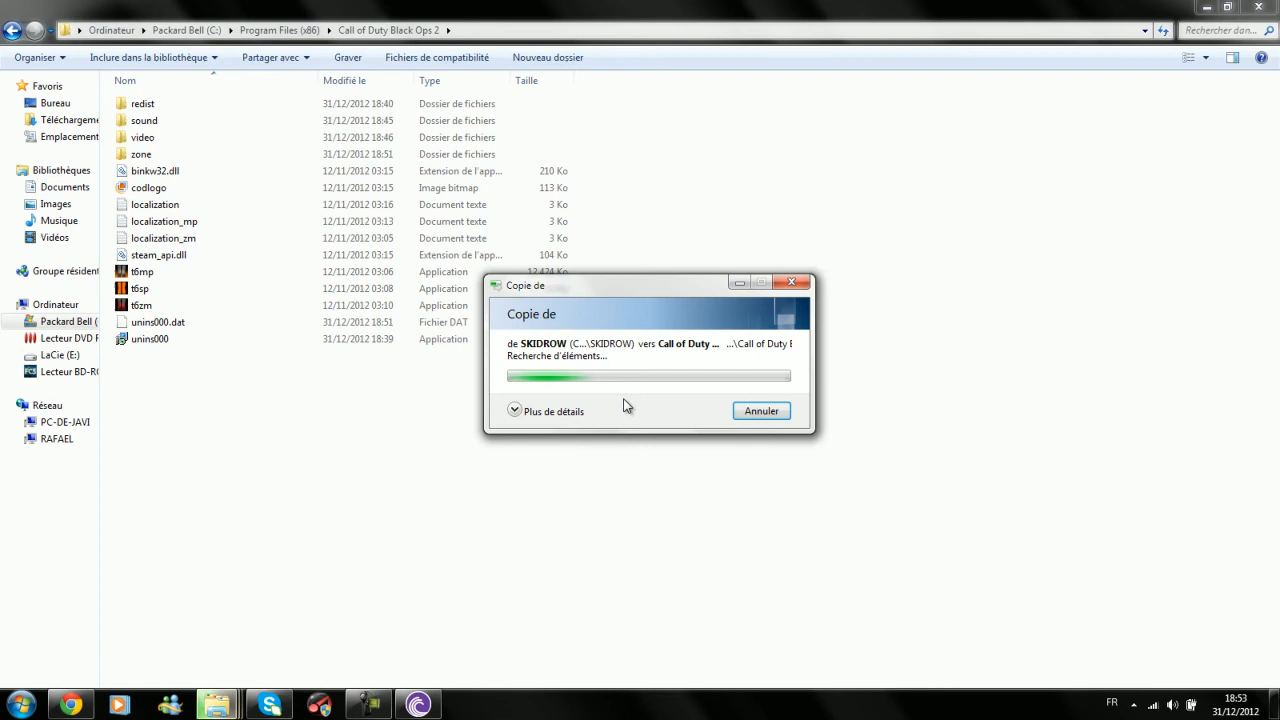 Ordinateur Packard Bell (C:) Program Files (x86) Call of Duty Black Ops 2 Rechercher dan...
Organiser Inclure dans la bibliothèque Partager avec Graver Fichiers de compatibilité Nouveau dossier
Nom Modifié le Type Taille
Favoris
Bureau
Téléchargeme
Emplacement
Bibliothèques
Documents
Images
Musique
Vidéos
Groupe résident
Ordinateur
Packard Bell (
Lecteur DVD R
LaCie (E:)
Lecteur BD-RO
Réseau
PC-DE-JAVI
RAFAEL
redist 31/12/2012 18:40 Dossier de fichiers
sound 31/12/2012 18:45 Dossier de fichiers
video 31/12/2012 18:46 Dossier de fichiers
zone 31/12/2012 18:51 Dossier de fichiers
binkw32.dll 12/11/2012 03:15 Extension de l'app... 210 Ko
codlogo 12/11/2012 03:15 Image bitmap 113 Ko
localization 12/11/2012 03:16 Document texte 3 Ko
localization_mp 12/11/2012 03:13 Document texte 3 Ko
localization_zm 12/11/2012 03:05 Document texte 3 Ko
steam_api.dll 12/11/2012 03:15 Extension de l'app... 104 Ko
t6mp 12/11/2012 03:06 Application 12 424 Ko
t6sp 12/11/2012 03:08 Application
t6zm 12/11/2012 03:10 Application
unins000.dat 31/12/2012 18:51 Fichier DAT
unins000 31/12/2012 18:39 Application
Copie de
Copie de
de SKIDROW (C...\SKIDROW) vers Call of Duty ... ...\Call of Duty B
Recherche d'éléments...
Plus de détails Annuler
FR 18:53
31/12/2012